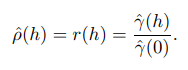 ρ̂(h) = r(h) = γ̂(h) / γ̂(0).